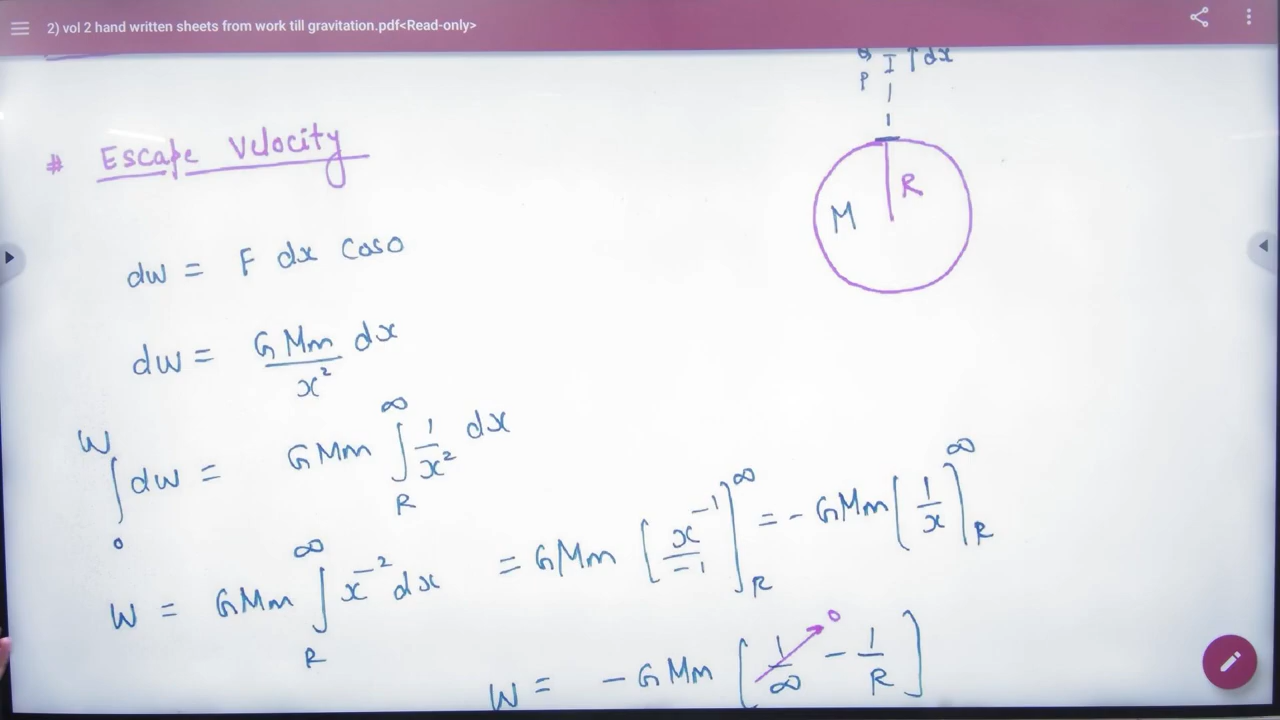 2) vol 2 hand written sheets from work till gravitation.pdf<Read-only>
Q I ↑dx
P
# Escape Velocity
M R
dw = F dx Cos0
dw = GMm/x² dx
∫₀^W dw = GMm ∫_R^∞ 1/x² dx
W = GMm ∫_R^∞ x⁻² dx = GMm [x⁻¹/-1]_R^∞ = - GMm [1/x]_R^∞
W = - GMm [1/∞ → 0 - 1/R]